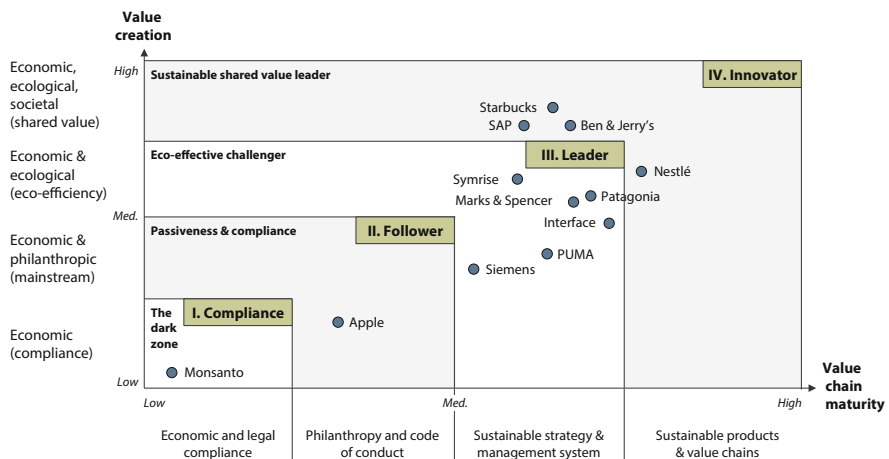 Value
creation
Economic,
ecological,
societal
(shared value)
High
Sustainable shared value leader
IV. Innovator
Starbucks
SAP
Ben & Jerry's
Economic &
ecological
(eco-efficiency)
Eco-effective challenger
III. Leader
Symrise
Nestlé
Marks & Spencer
Patagonia
Med.
Interface
Economic &
philanthropic
(mainstream)
Passiveness & compliance
II. Follower
PUMA
Siemens
The
dark
zone
I. Compliance
Economic
(compliance)
Apple
Monsanto
Low
Low
Med.
High
Value
chain
maturity
Economic and legal
compliance
Philanthropy and code
of conduct
Sustainable strategy &
management system
Sustainable products
& value chains